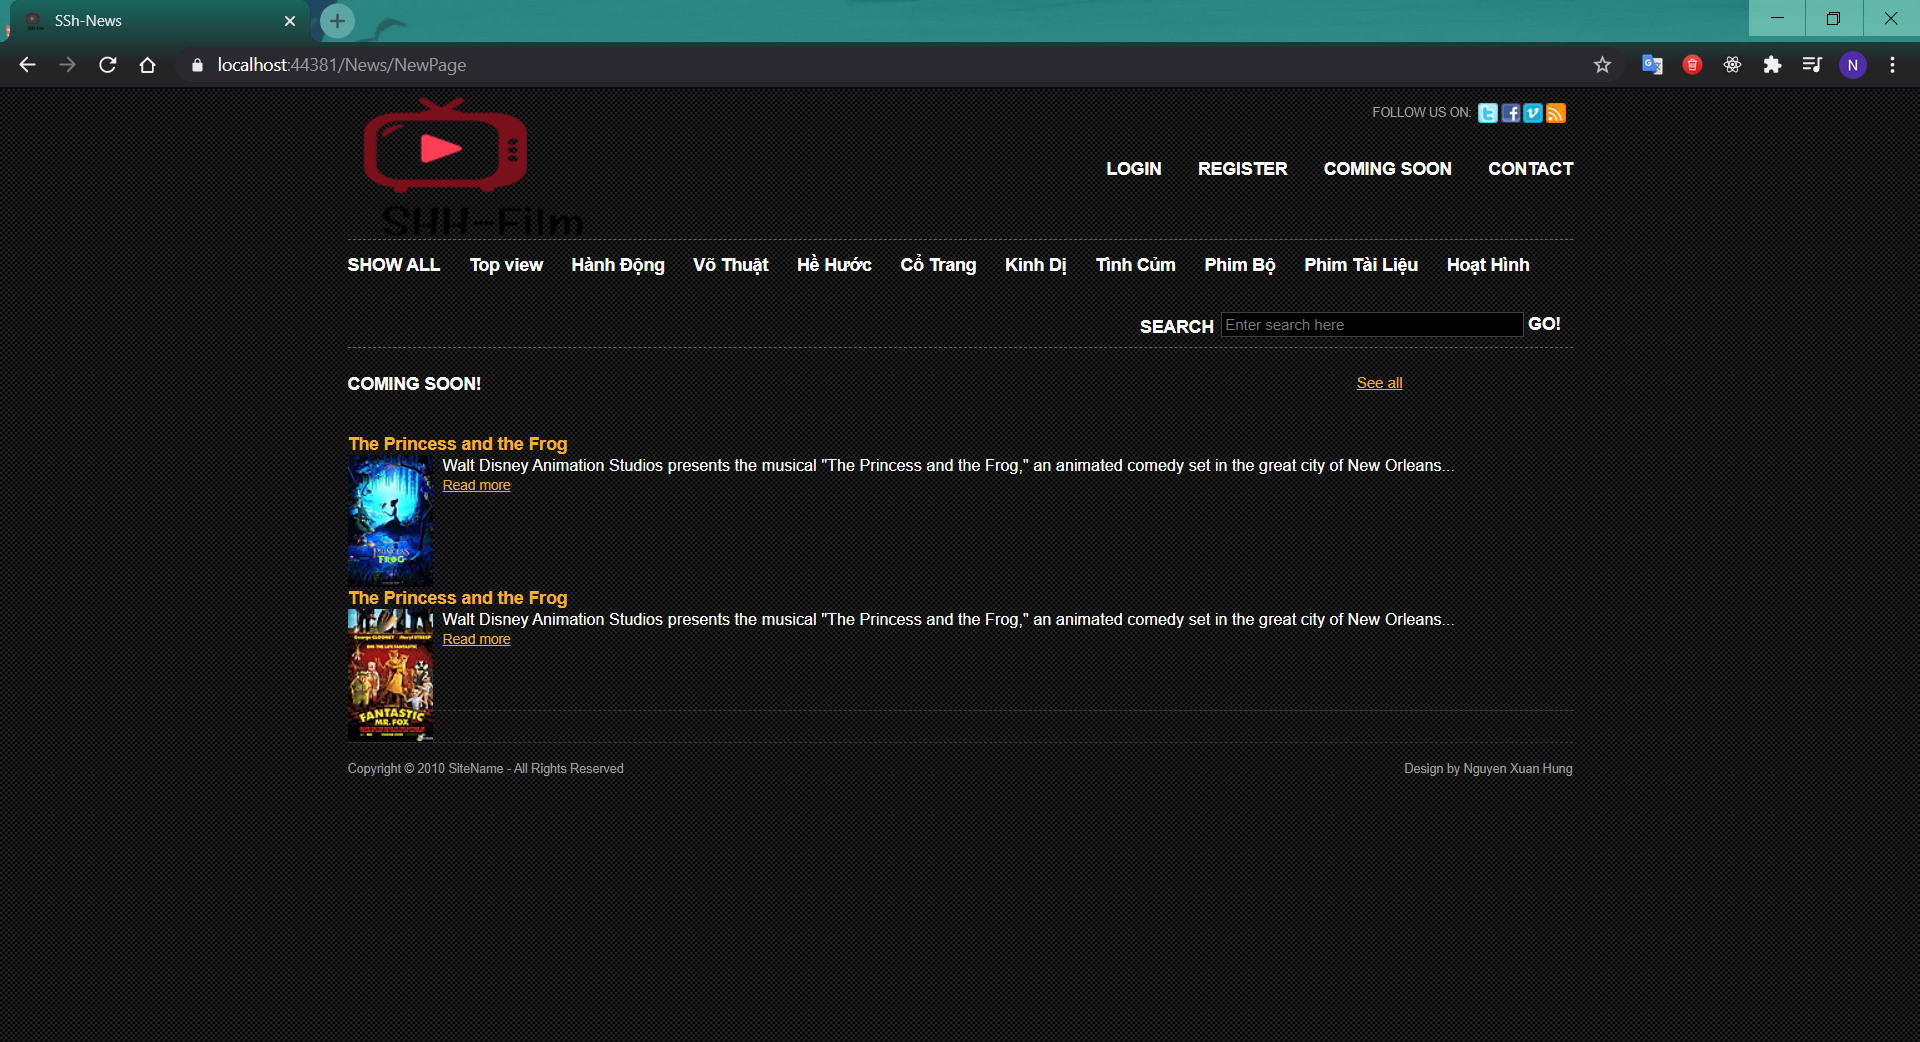 SSh-News
localhost:44381/News/NewPage
N
FOLLOW US ON:
SHH-Film
LOGIN REGISTER COMING SOON CONTACT
SHOW ALL Top view Hành Động Võ Thuật Hề Hước Cổ Trang Kinh Dị Tình Củm Phim Bộ Phim Tài Liệu Hoạt Hình
SEARCH Enter search here GO!
COMING SOON! See all
The Princess and the Frog
Walt Disney Animation Studios presents the musical "The Princess and the Frog," an animated comedy set in the great city of New Orleans...
Read more
PRINCESS
FROG
The Princess and the Frog
Walt Disney Animation Studios presents the musical "The Princess and the Frog," an animated comedy set in the great city of New Orleans...
Read more
George CLOONEY Meryl STREEP
FANTASTIC
MR. FOX
Copyright © 2010 SiteName - All Rights Reserved Design by Nguyen Xuan Hung